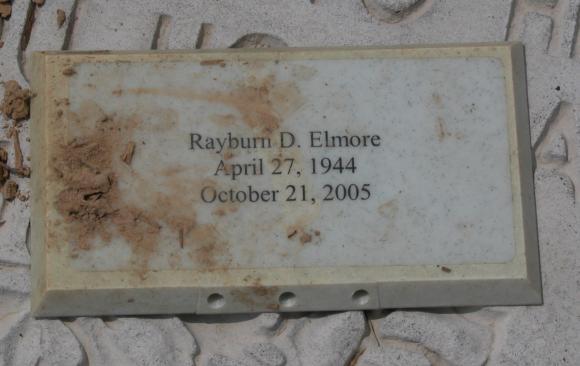 Rayburn D. Elmore
April 27, 1944
October 21, 2005